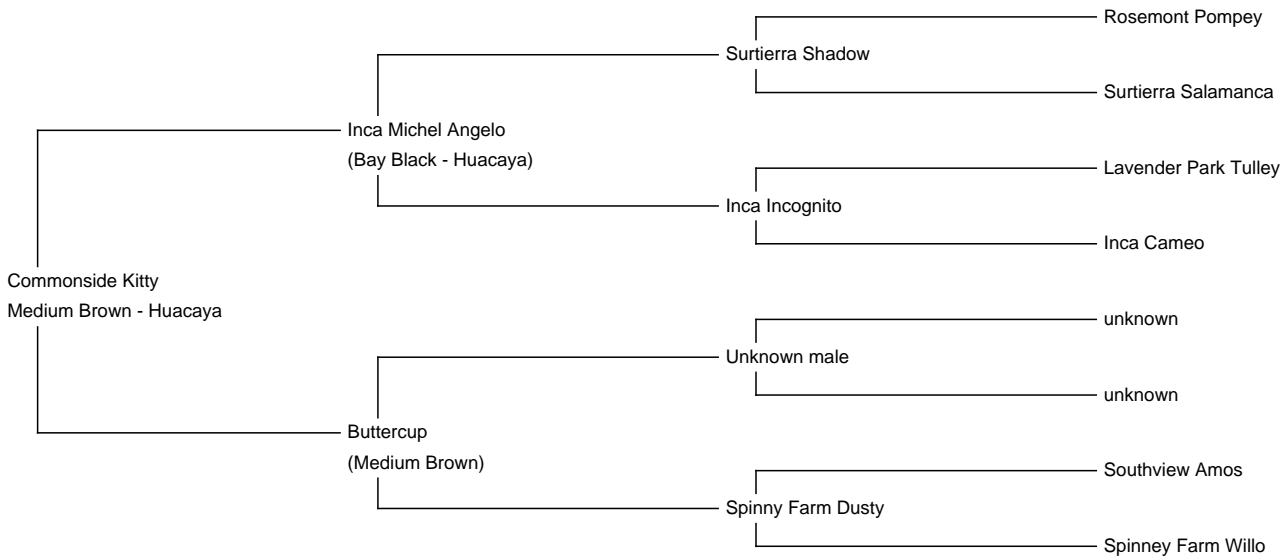 Rosemont Pompey
Surtierra Shadow
Surtierra Salamanca
Inca Michel Angelo
(Bay Black - Huacaya)
Lavender Park Tulley
Inca Incognito
Inca Cameo
Commonside Kitty
Medium Brown - Huacaya
unknown
Unknown male
unknown
Buttercup
(Medium Brown)
Southview Amos
Spinny Farm Dusty
Spinney Farm Willo